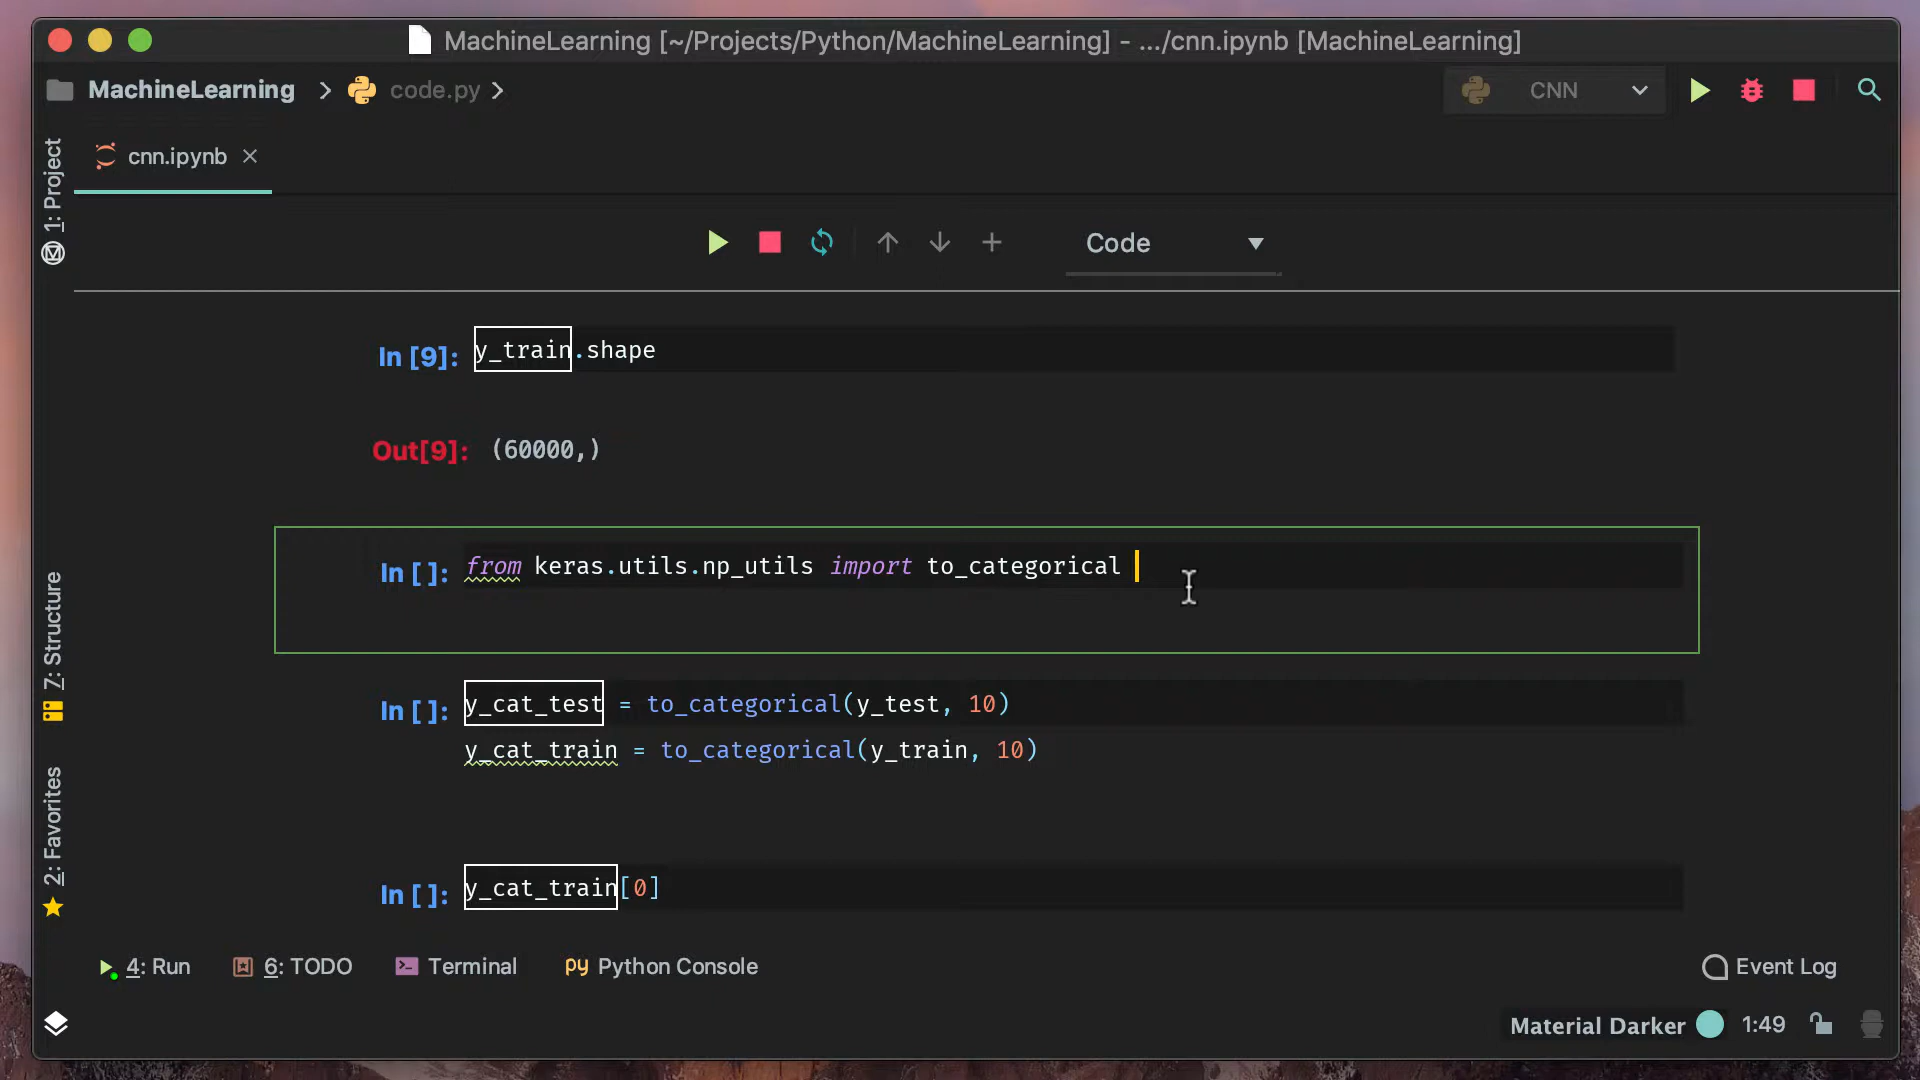 MachineLearning [~/Projects/Python/MachineLearning] - .../cnn.ipynb [MachineLearning]
MachineLearning > code.py >
CNN
cnn.ipynb
1: Project
Code
In [9]: y_train.shape
Out[9]: (60000,)
In [ ]: from keras.utils.np_utils import to_categorical
7: Structure
In [ ]: y_cat_test = to_categorical(y_test, 10)
y_cat_train = to_categorical(y_train, 10)
2: Favorites
In [ ]: y_cat_train[0]
4: Run 6: TODO Terminal Python Console Event Log
Material Darker 1:49